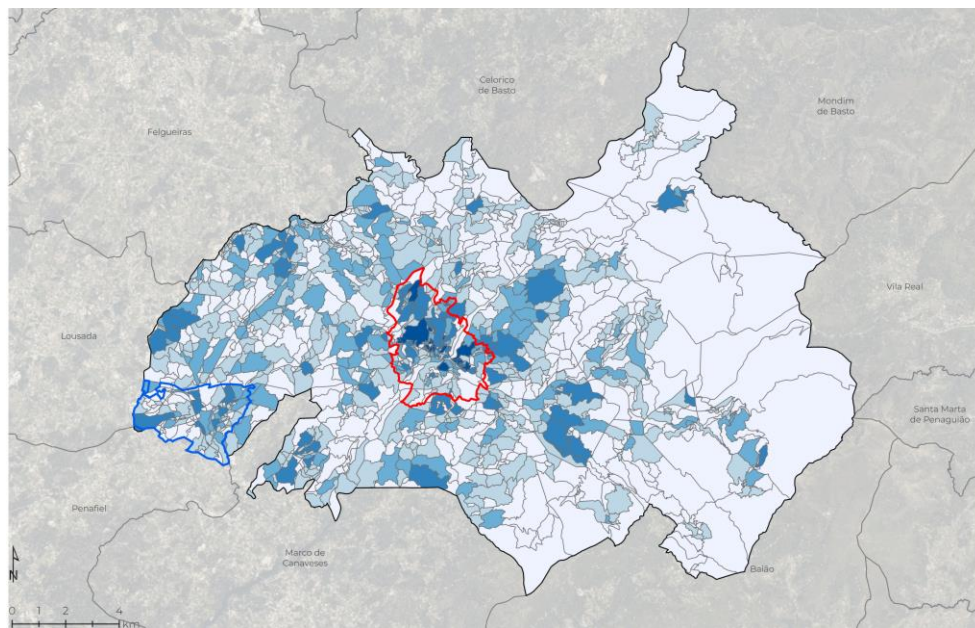 Celorico
de Basto
Mondim
de Basto
Felgueiras
Vila Real
Lousada
Santa Marta
de Penaguião
Penafiel
Marco de
Canaveses
Baião
N
0 1 2 4
km